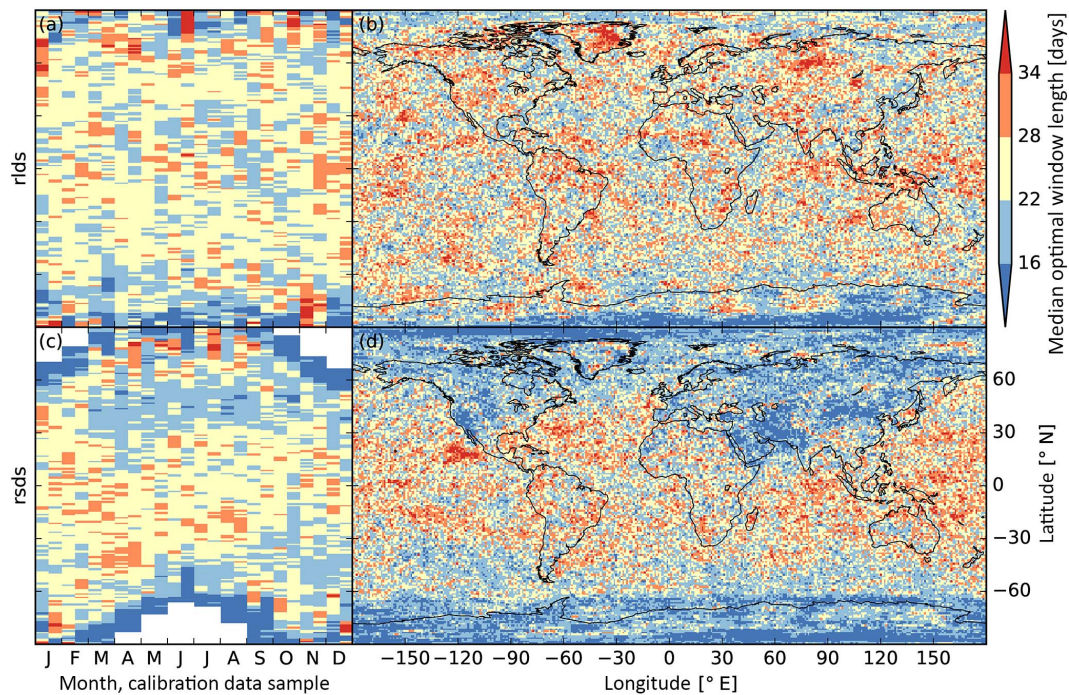 (a)
(b)
rlds
34
28
22
16
Median optimal window length [days]
(c)
(d)
rsds
60
30
0
−30
−60
Latitude [° N]
J F M A M J J A S O N D
−150 −120 −90 −60 −30 0 30 60 90 120 150
Month, calibration data sample
Longitude [° E]